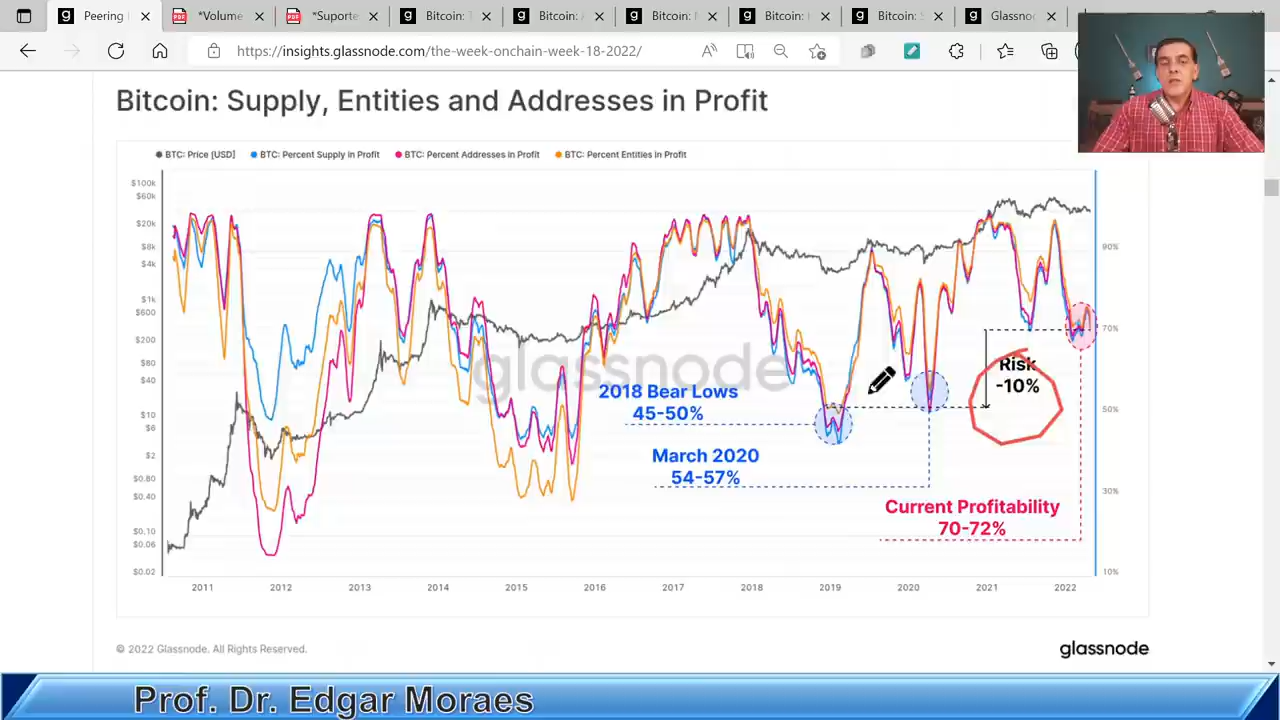 Peering
*Volume
*Suporte
Bitcoin: T
Bitcoin: A
Bitcoin: F
Bitcoin: I
Bitcoin: S
Glassnod
https://insights.glassnode.com/the-week-onchain-week-18-2022/
Bitcoin: Supply, Entities and Addresses in Profit
BTC: Price [USD] BTC: Percent Supply in Profit BTC: Percent Addresses in Profit BTC: Percent Entities in Profit
$100k
$60k
$20k
$8k
$4k
$1k
$600
$200
$80
$40
$10
$6
$2
$0.80
$0.40
$0.10
$0.06
$0.02
90%
70%
50%
30%
10%
glassnode
Risk
-10%
2018 Bear Lows
45-50%
March 2020
54-57%
Current Profitability
70-72%
2011 2012 2013 2014 2015 2016 2017 2018 2019 2020 2021 2022
© 2022 Glassnode. All Rights Reserved.
glassnode
Prof. Dr. Edgar Moraes